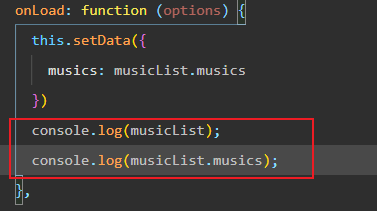 onLoad: function (options) {
this.setData({
musics: musicList.musics
})
console.log(musicList);
console.log(musicList.musics);
},